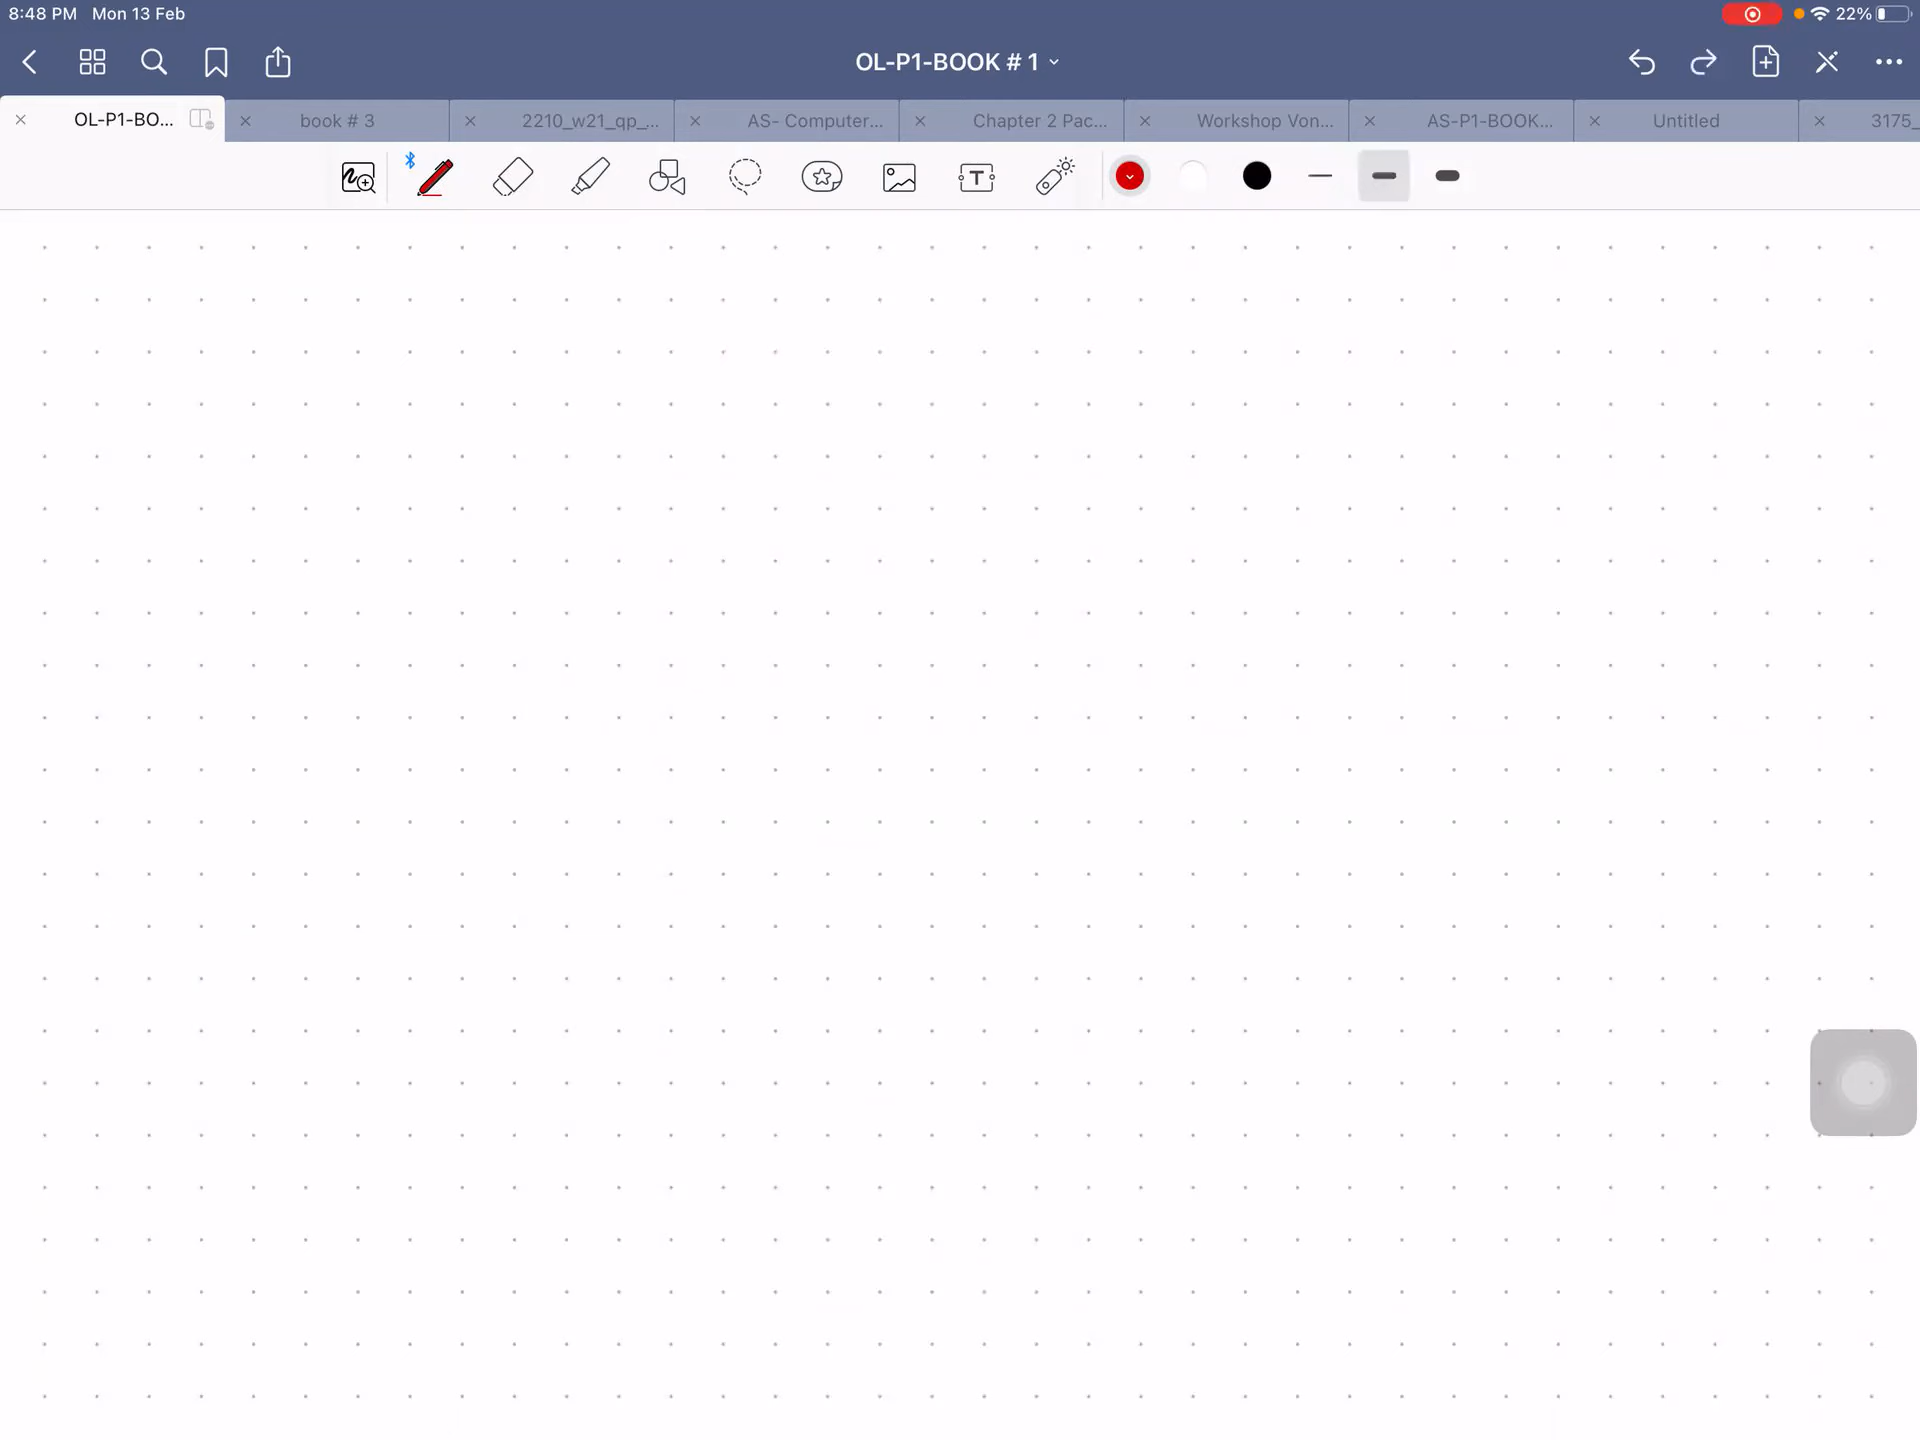 8:48 PM Mon 13 Feb 22%
OL-P1-BOOK # 1
OL-P1-BO... book # 3 2210_w21_qp_... AS- Computer... Chapter 2 Pac... Workshop Von... AS-P1-BOOK... Untitled 3175_
T